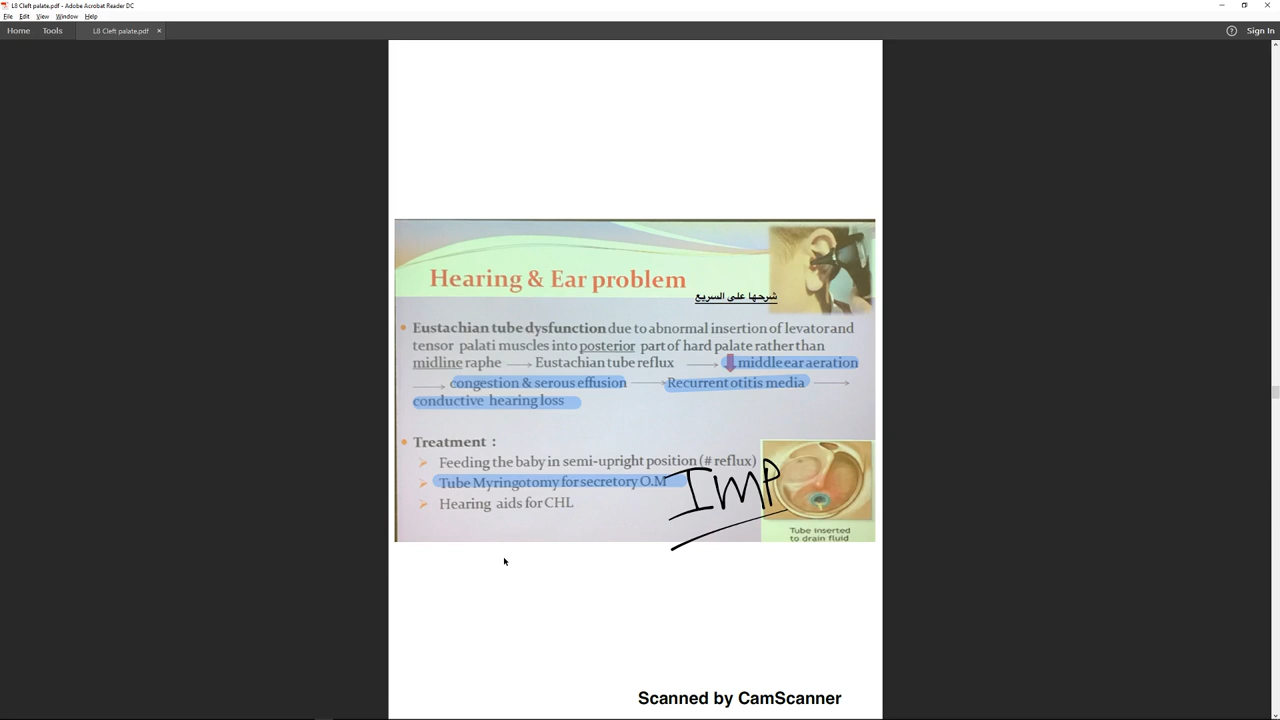 L8 Cleft palate.pdf - Adobe Acrobat Reader DC
File Edit View Window Help
Home Tools L8 Cleft palate.pdf × Sign In
Hearing & Ear problem
شرحها على السريع
• Eustachian tube dysfunction due to abnormal insertion of levator and
tensor palati muscles into posterior part of hard palate rather than
midline raphe → Eustachian tube reflux → ⬇ middle ear aeration
→ congestion & serous effusion → Recurrent otitis media →
conductive hearing loss
• Treatment :
➢ Feeding the baby in semi-upright position (# reflux)
➢ Tube Myringotomy for secretory O.M
➢ Hearing aids for CHL
IMP
Tube inserted
to drain fluid
Scanned by CamScanner